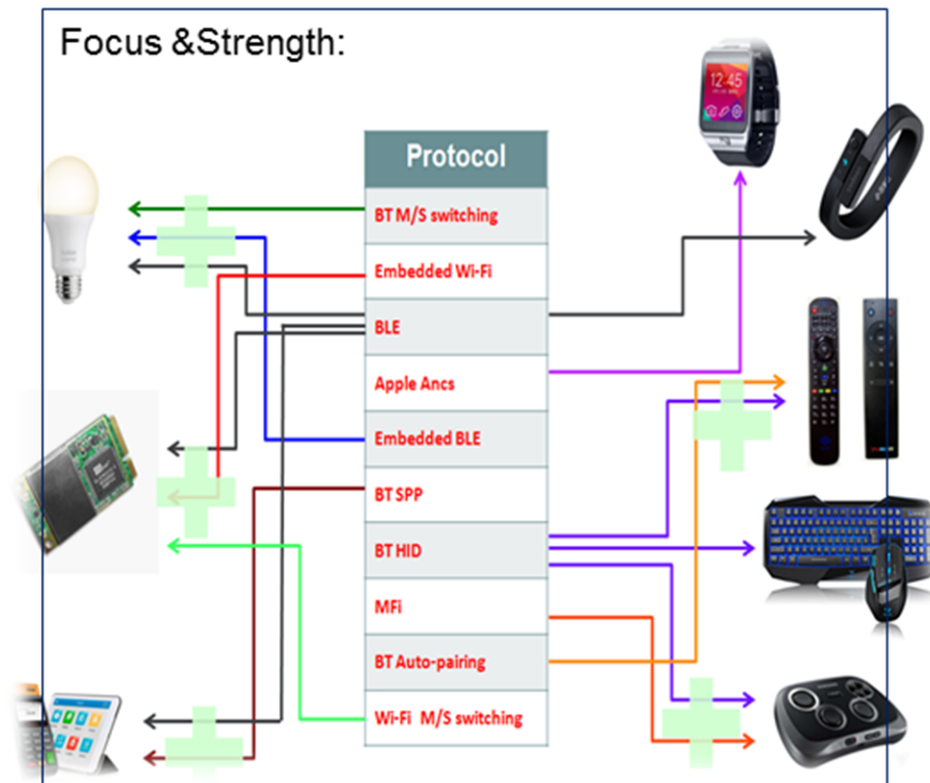 Focus &Strength:
12:45
Protocol
BT M/S switching
Embedded Wi-Fi
BLE
Apple Ancs
Embedded BLE
BT SPP
BT HID
MFi
BT Auto-pairing
Wi-Fi M/S switching